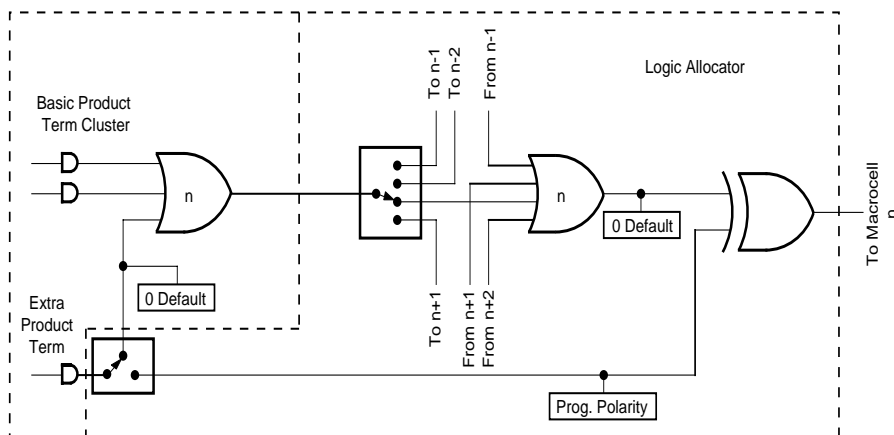 To n-1
To n-2
From n-1
Logic Allocator
Basic Product
Term Cluster
n
n
0 Default
To Macrocell
n
0 Default
Extra
Product
Term
To n+1
From n+1
From n+2
Prog. Polarity